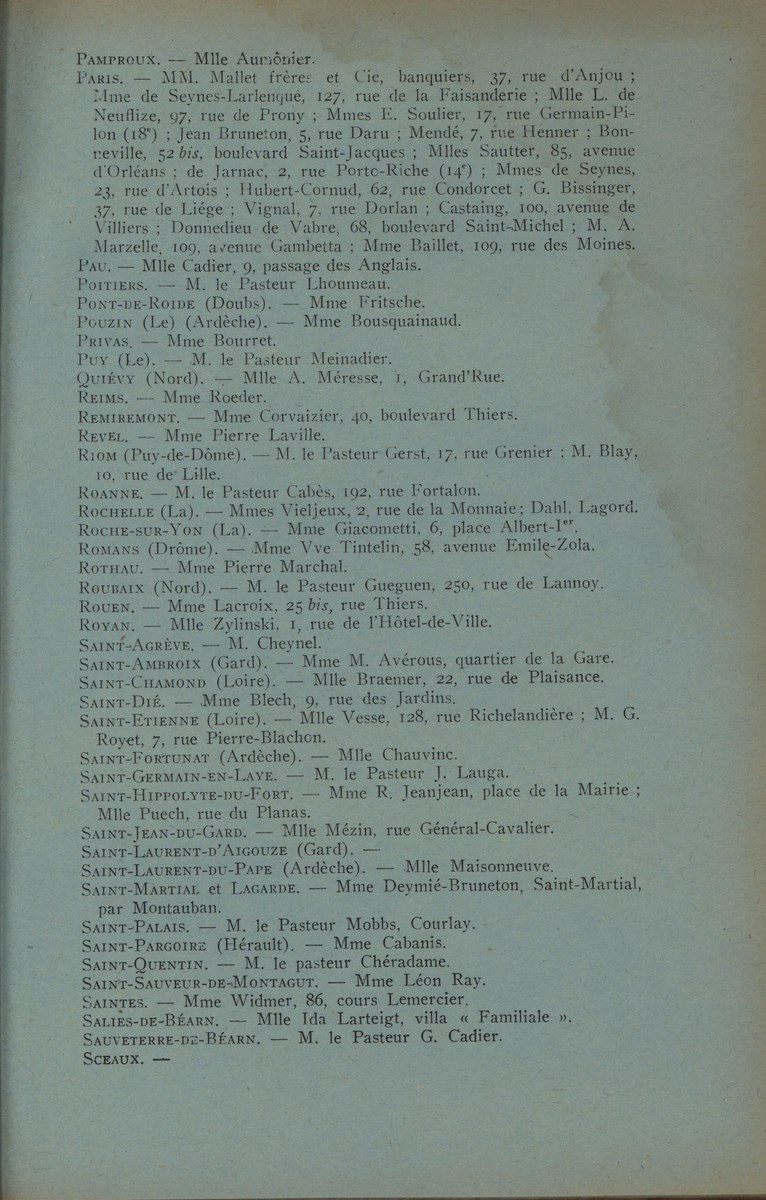 PAMPROUX. — Mlle Aumônier.
PARIS. — MM. Mallet frères et Cie, banquiers, 37, rue d'Anjou ;
Mme de Seynes-Larlenque, 127, rue de la Faisanderie ; Mlle L. de
Neuflize, 97, rue de Prony ; Mmes E. Soulier, 17, rue Germain-Pi-
lon (18e) ; Jean Bruneton, 5, rue Daru ; Mendé, 7, rue Henner ; Bon-
neville, 52 bis, boulevard Saint-Jacques ; Mlles Sautter, 85, avenue
d'Orléans ; de Jarnac, 2, rue Porte-Riche (14e) ; Mmes de Seynes,
23, rue d'Artois ; Hubert-Cornud, 62, rue Condorcet ; G. Bissinger,
37, rue de Liége ; Vignal, 7, rue Dorlan ; Castaing, 100, avenue de
Villiers ; Donnedieu de Vabre, 68, boulevard Saint-Michel ; M. A.
Marzelle, 109, avenue Gambetta ; Mme Baillet, 109, rue des Moines.
PAU. — Mlle Cadier, 9, passage des Anglais.
POITIERS. — M. le Pasteur Lhoumeau.
PONT-DE-ROIDE (Doubs). — Mme Fritsche.
POUZIN (Le) (Ardèche). — Mme Bousquainaud.
PRIVAS. — Mme Bourret.
PUY (Le). — M. le Pasteur Meinadier.
QUIÉVY (Nord). — Mlle A. Méresse, 1, Grand'Rue.
REIMS. — Mme Roeder.
REMIREMONT. — Mme Corvaizier, 40, boulevard Thiers.
REVEL. — Mme Pierre Laville.
RIOM (Puy-de-Dôme). — M. le Pasteur Gerst, 17, rue Grenier ; M. Blay,
10, rue de Lille.
ROANNE. — M. le Pasteur Cabès, 192, rue Fortalon.
ROCHELLE (La). — Mmes Vieljeux, 2, rue de la Monnaie ; Dahl, Lagord.
ROCHE-SUR-YON (La). — Mme Giacometti, 6, place Albert-Ier.
ROMANS (Drôme). — Mme Vve Tintelin, 58, avenue Emile-Zola.
ROTHAU. — Mme Pierre Marchal.
ROUBAIX (Nord). — M. le Pasteur Gueguen, 250, rue de Lannoy.
ROUEN. — Mme Lacroix, 25 bis, rue Thiers.
ROYAN. — Mlle Zylinski, 1, rue de l'Hôtel-de-Ville.
SAINT-AGRÈVE. — M. Cheynel.
SAINT-AMBROIX (Gard). — Mme M. Avérous, quartier de la Gare.
SAINT-CHAMOND (Loire). — Mlle Braemer, 22, rue de Plaisance.
SAINT-DIÉ. — Mme Blech, 9, rue des Jardins.
SAINT-ETIENNE (Loire). — Mlle Vesse, 128, rue Richelandière ; M. G.
Royet, 7, rue Pierre-Blachon.
SAINT-FORTUNAT (Ardèche). — Mlle Chauvinc.
SAINT-GERMAIN-EN-LAYE. — M. le Pasteur J. Lauga.
SAINT-HIPPOLYTE-DU-FORT. — Mme R. Jeanjean, place de la Mairie ;
Mlle Puech, rue du Planas.
SAINT-JEAN-DU-GARD. — Mlle Mézin, rue Général-Cavalier.
SAINT-LAURENT-D'AIGOUZE (Gard). —
SAINT-LAURENT-DU-PAPE (Ardèche). — Mlle Maisonneuve.
SAINT-MARTIAL et LAGARDE. — Mme Deymié-Bruneton, Saint-Martial,
par Montauban.
SAINT-PALAIS. — M. le Pasteur Mobbs, Courlay.
SAINT-PARGOIRE (Hérault). — Mme Cabanis.
SAINT-QUENTIN. — M. le pasteur Chéradame.
SAINT-SAUVEUR-DE-MONTAGUT. — Mme Léon Ray.
SAINTES. — Mme Widmer, 86, cours Lemercier.
SALIÈS-DE-BÉARN. — Mlle Ida Larteigt, villa « Familiale ».
SAUVETERRE-DE-BÉARN. — M. le Pasteur G. Cadier.
SCEAUX. —